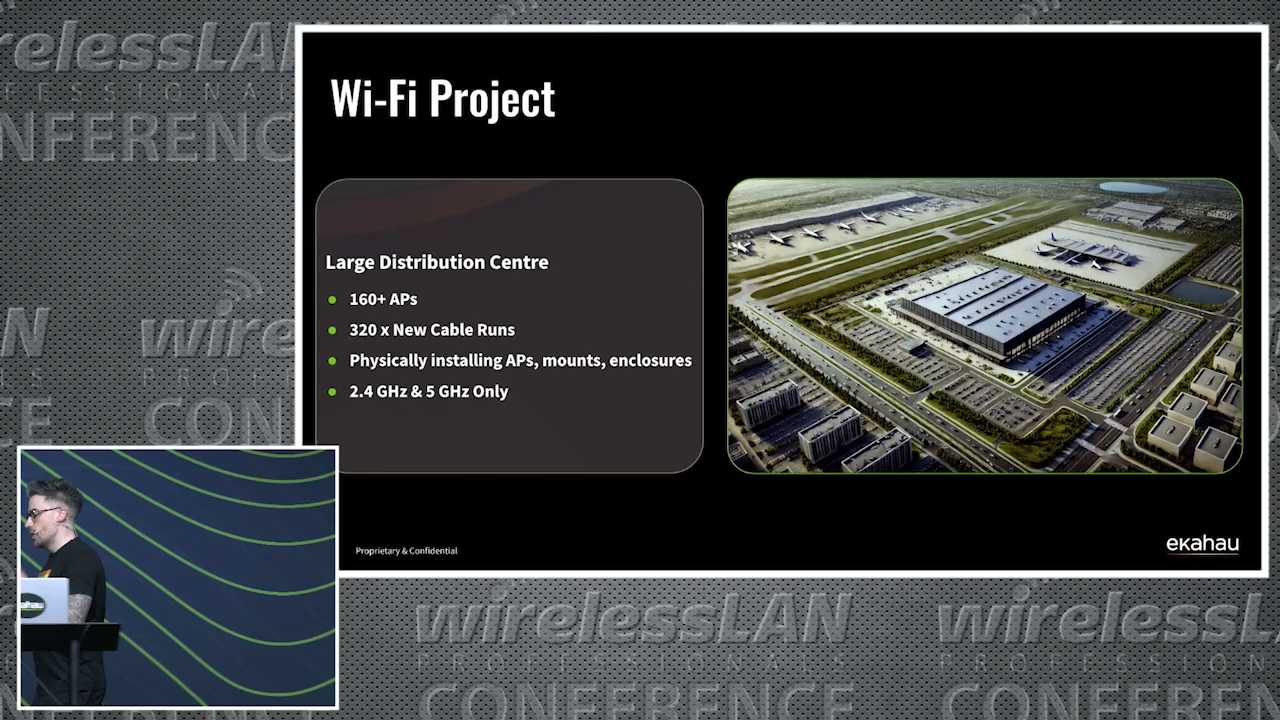 Wi-Fi Project
Large Distribution Centre
160+ APs
320 x New Cable Runs
Physically installing APs, mounts, enclosures
2.4 GHz & 5 GHz Only
Proprietary & Confidential
ekahau
wirelessLAN
PROFESSIONALS
CONFERENCE